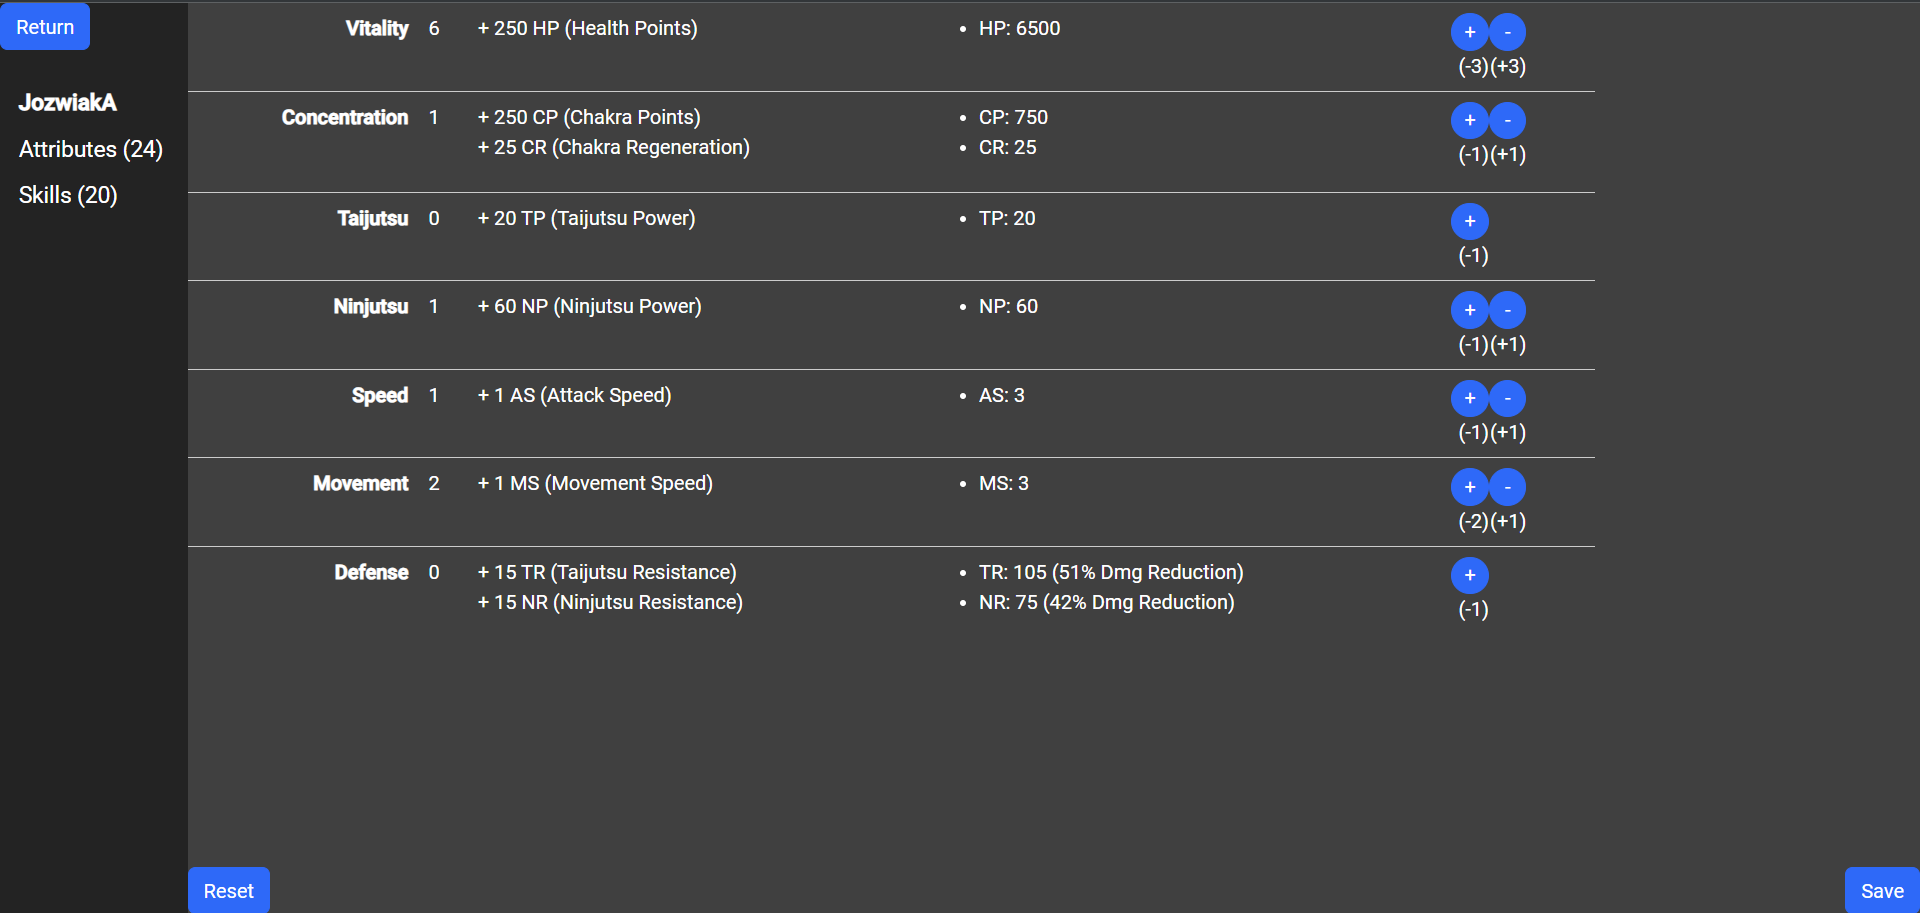 Return
JozwiakA
Attributes (24)
Skills (20)
Vitality 6 + 250 HP (Health Points) • HP: 6500 + -
(-3)(+3)
Concentration 1 + 250 CP (Chakra Points) • CP: 750 + -
+ 25 CR (Chakra Regeneration) • CR: 25 (-1)(+1)
Taijutsu 0 + 20 TP (Taijutsu Power) • TP: 20 +
(-1)
Ninjutsu 1 + 60 NP (Ninjutsu Power) • NP: 60 + -
(-1)(+1)
Speed 1 + 1 AS (Attack Speed) • AS: 3 + -
(-1)(+1)
Movement 2 + 1 MS (Movement Speed) • MS: 3 + -
(-2)(+1)
Defense 0 + 15 TR (Taijutsu Resistance) • TR: 105 (51% Dmg Reduction) +
+ 15 NR (Ninjutsu Resistance) • NR: 75 (42% Dmg Reduction) (-1)
Reset
Save